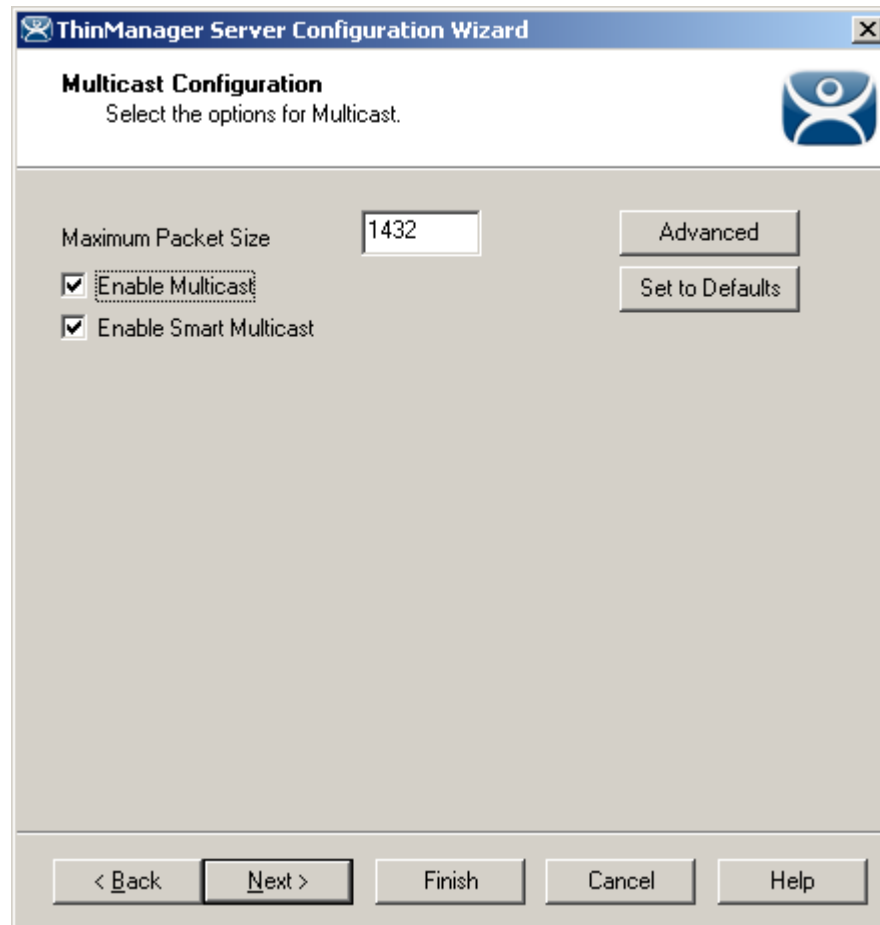 ThinManager Server Configuration Wizard
Multicast Configuration
Select the options for Multicast.
Maximum Packet Size 1432 Advanced
Enable Multicast Set to Defaults
Enable Smart Multicast
< Back Next > Finish Cancel Help